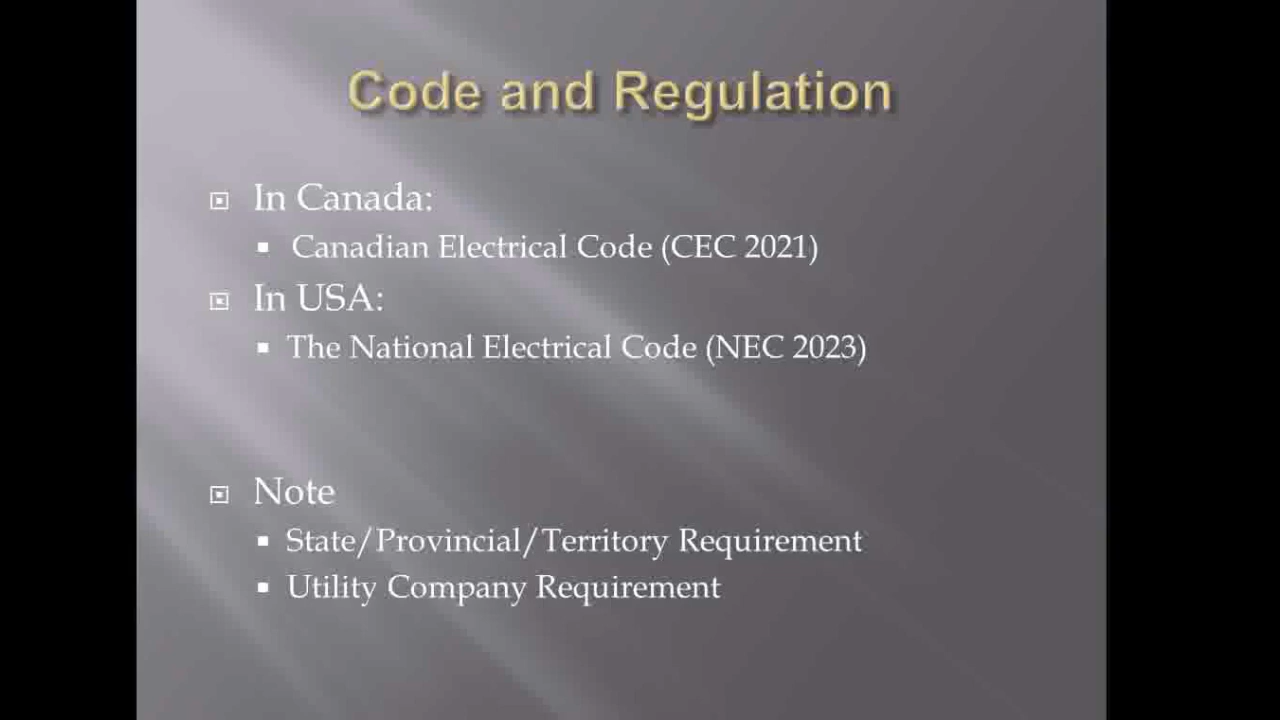 Code and Regulation
In Canada:
Canadian Electrical Code (CEC 2021)
In USA:
The National Electrical Code (NEC 2023)
Note
State/Provincial/Territory Requirement
Utility Company Requirement